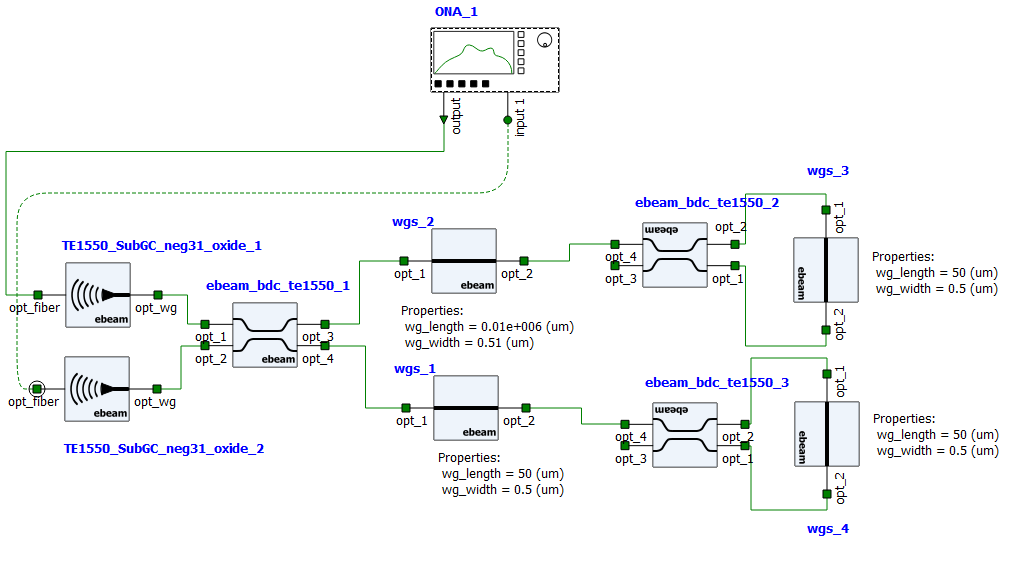 ONA_1
output
input 1
wgs_3
ebeam_bdc_te1550_2
wgs_2
ebeam
opt_2
opt_1
TE1550_SubGC_neg31_oxide_1
opt_4
opt_3
opt_1
ebeam
opt_1
opt_2
ebeam
Properties:
wg_length = 50 (um)
wg_width = 0.5 (um)
opt_2
ebeam_bdc_te1550_1
opt_fiber
opt_wg
ebeam
Properties:
wg_length = 0.01e+006 (um)
wg_width = 0.51 (um)
opt_1
opt_2
opt_3
opt_4
ebeam
wgs_1
ebeam_bdc_te1550_3
opt_1
opt_fiber
opt_wg
ebeam
opt_1
opt_2
ebeam
ebeam
opt_4
opt_3
opt_2
opt_1
ebeam
Properties:
wg_length = 50 (um)
wg_width = 0.5 (um)
opt_2
TE1550_SubGC_neg31_oxide_2
Properties:
wg_length = 50 (um)
wg_width = 0.5 (um)
wgs_4